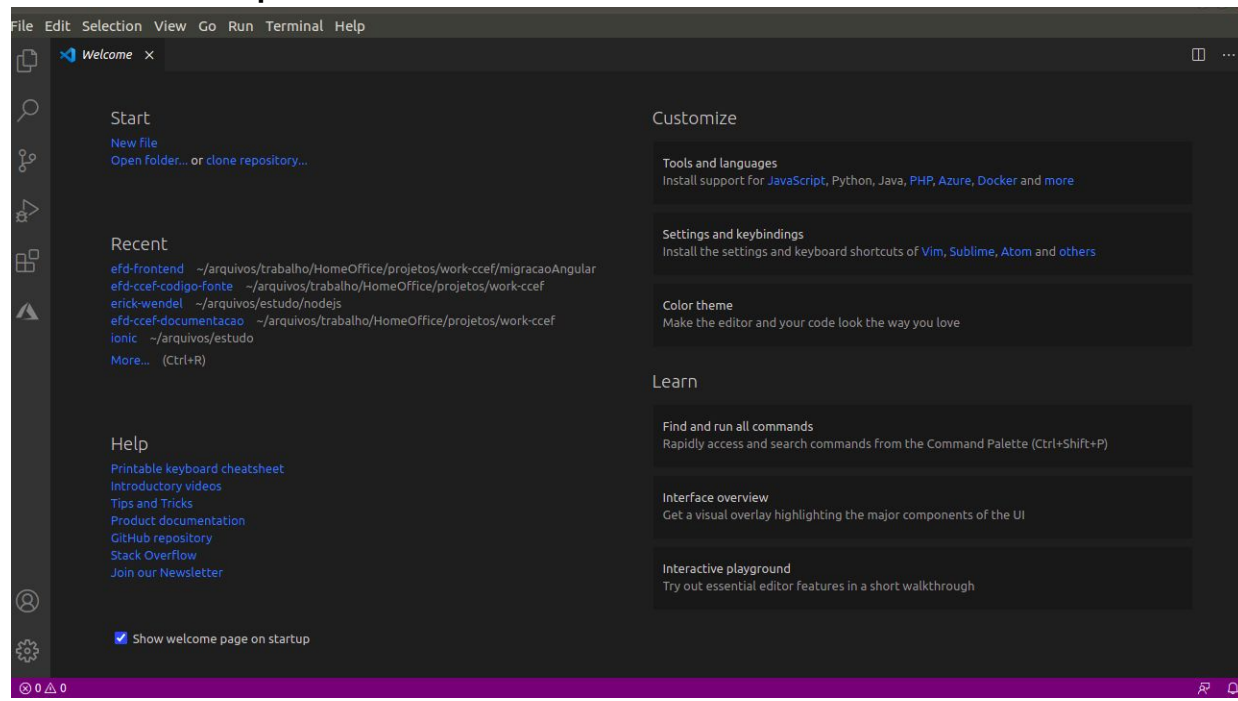 File Edit Selection View Go Run Terminal Help
Welcome
Start
New file
Open folder... or clone repository...
Recent
efd-frontend ~/arquivos/trabalho/HomeOffice/projetos/work-ccef/migracaoAngular
efd-ccef-codigo-fonte ~/arquivos/trabalho/HomeOffice/projetos/work-ccef
erick-wendel ~/arquivos/estudo/nodejs
efd-ccef-documentacao ~/arquivos/trabalho/HomeOffice/projetos/work-ccef
ionic ~/arquivos/estudo
More... (Ctrl+R)
Help
Printable keyboard cheatsheet
Introductory videos
Tips and Tricks
Product documentation
GitHub repository
Stack Overflow
Join our Newsletter
Show welcome page on startup
Customize
Tools and languages
Install support for JavaScript, Python, Java, PHP, Azure, Docker and more
Settings and keybindings
Install the settings and keyboard shortcuts of Vim, Sublime, Atom and others
Color theme
Make the editor and your code look the way you love
Learn
Find and run all commands
Rapidly access and search commands from the Command Palette (Ctrl+Shift+P)
Interface overview
Get a visual overlay highlighting the major components of the UI
Interactive playground
Try out essential editor features in a short walkthrough
0 0